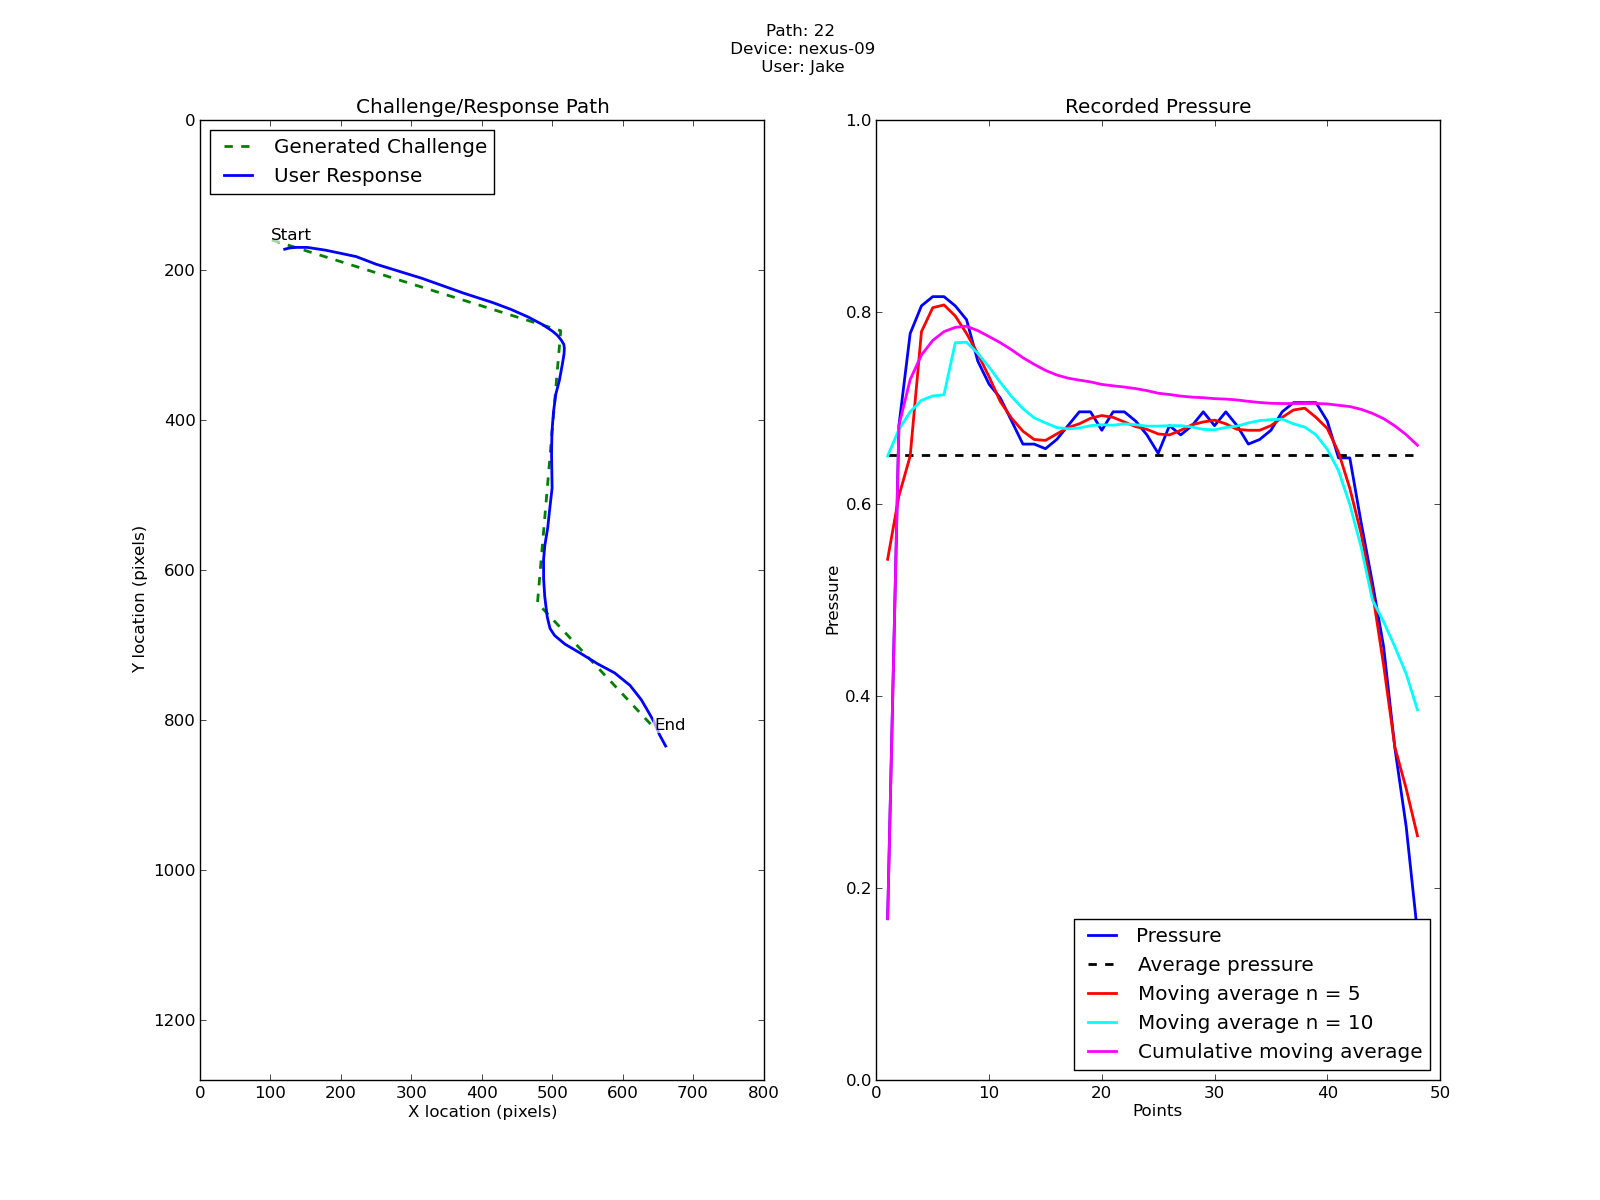 Path: 22
Device: nexus-09
User: Jake
Challenge/Response Path
Generated Challenge
User Response
Start
End
0
200
400
600
800
1000
1200
Y location (pixels)
0 100 200 300 400 500 600 700 800
X location (pixels)
Recorded Pressure
1.0
0.8
0.6
0.4
0.2
0.0
Pressure
Pressure
Average pressure
Moving average n = 5
Moving average n = 10
Cumulative moving average
0 10 20 30 40 50
Points